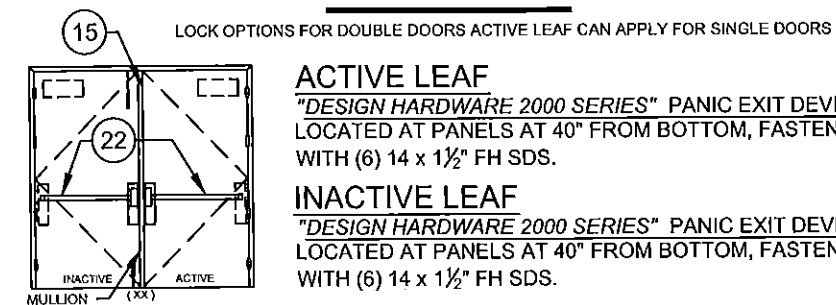 LOCK OPTIONS FOR DOUBLE DOORS ACTIVE LEAF CAN APPLY FOR SINGLE DOORS
15
22
INACTIVE
ACTIVE
MULLION
(XX)
ACTIVE LEAF
"DESIGN HARDWARE 2000 SERIES" PANIC EXIT DEVI
LOCATED AT PANELS AT 40" FROM BOTTOM, FASTEN
WITH (6) 14 x 1½" FH SDS.
INACTIVE LEAF
"DESIGN HARDWARE 2000 SERIES" PANIC EXIT DEVI
LOCATED AT PANELS AT 40" FROM BOTTOM, FASTEN
WITH (6) 14 x 1½" FH SDS.